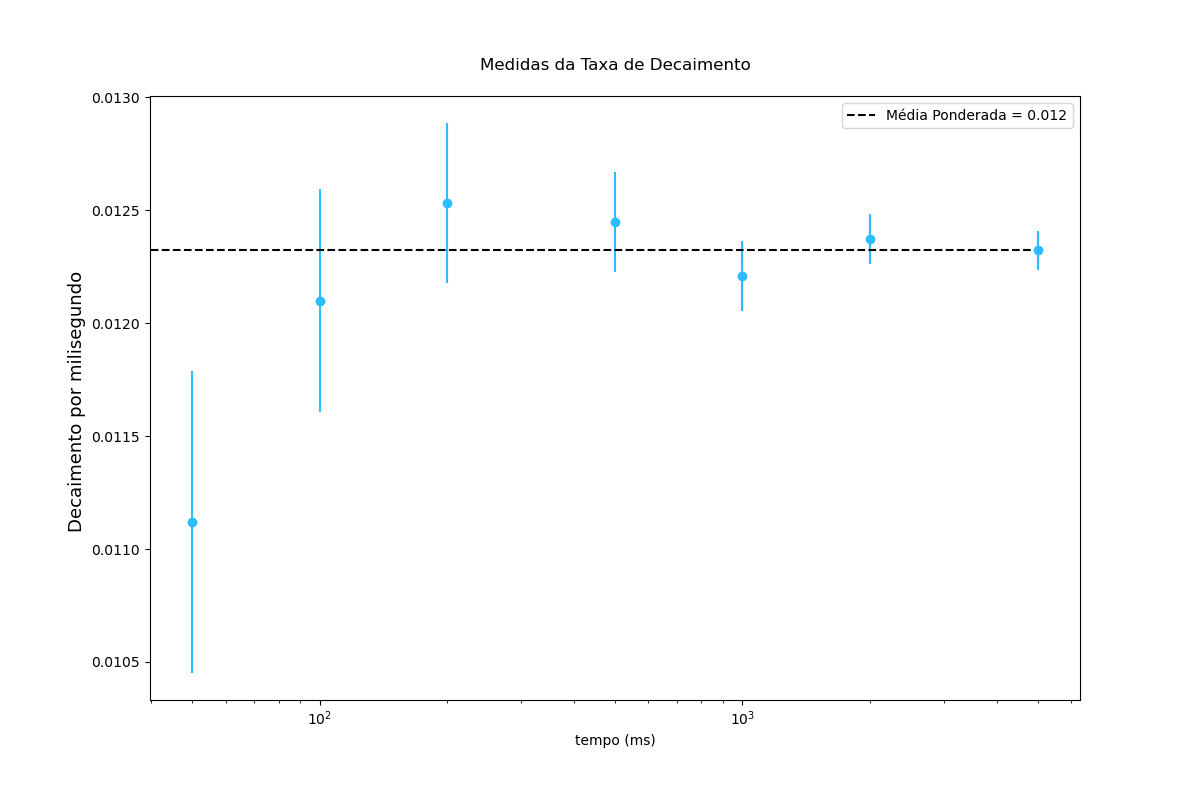 Medidas da Taxa de Decaimento
Média Ponderada = 0.012
Decaimento por milisegundo
0.0130
0.0125
0.0120
0.0115
0.0110
0.0105
10²
10³
tempo (ms)